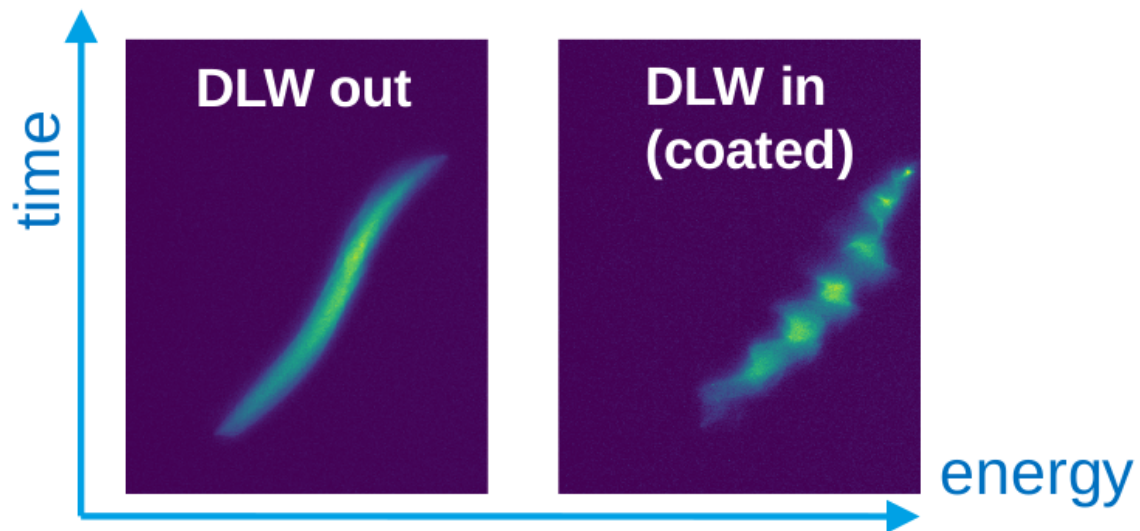 time
DLW out
DLW in
(coated)
energy